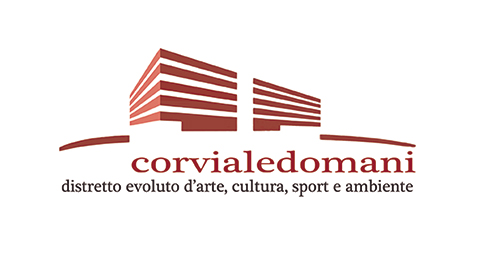 corvialedomani
distretto evoluto d'arte, cultura, sport e ambiente